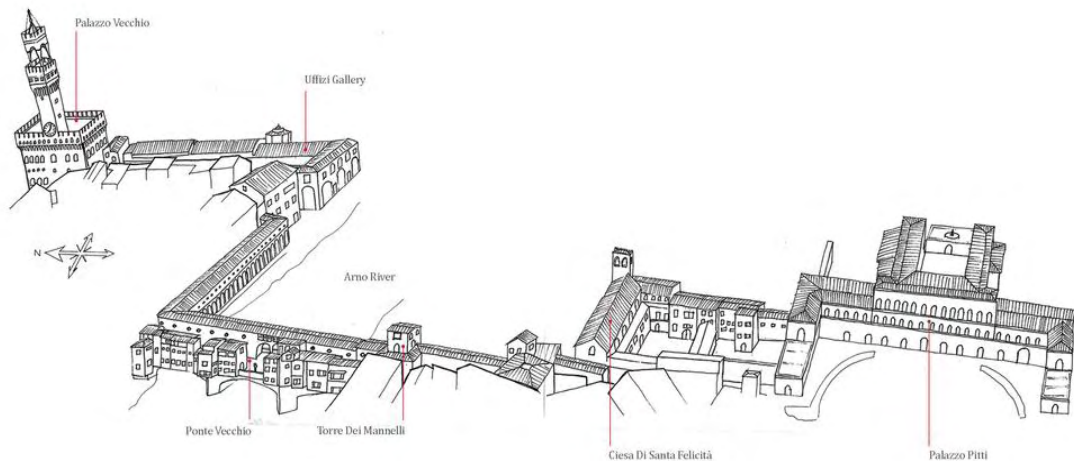 Palazzo Vecchio
Uffizi Gallery
N
Arno River
Ponte Vecchio
Torre Dei Mannelli
Ciesa Di Santa Felicità
Palazzo Pitti